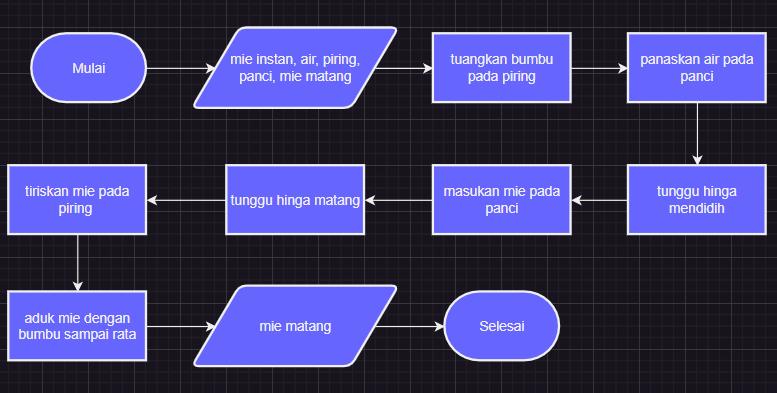 Mulai
mie instan, air, piring,
panci, mie matang
tuangkan bumbu
pada piring
panaskan air pada
panci
tunggu hinga
mendidih
masukan mie pada
panci
tunggu hinga matang
tiriskan mie pada
piring
aduk mie dengan
bumbu sampai rata
mie matang
Selesai